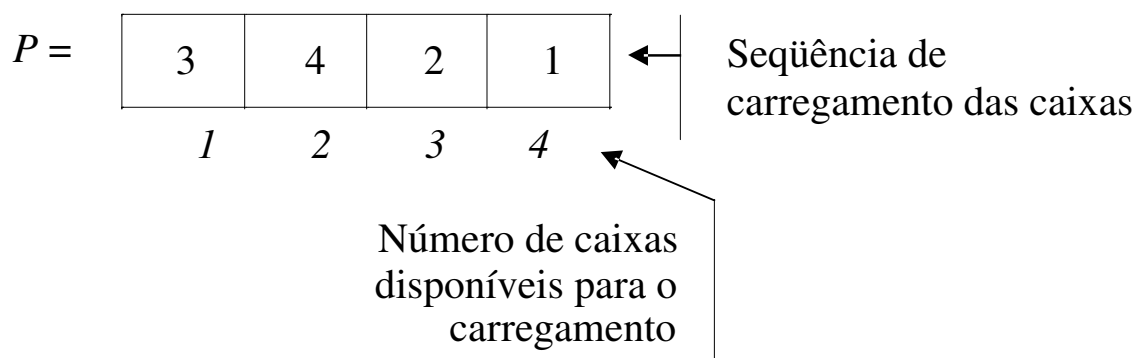 P = 3 4 2 1
1 2 3 4
Seqüência de
carregamento das caixas
Número de caixas
disponíveis para o
carregamento